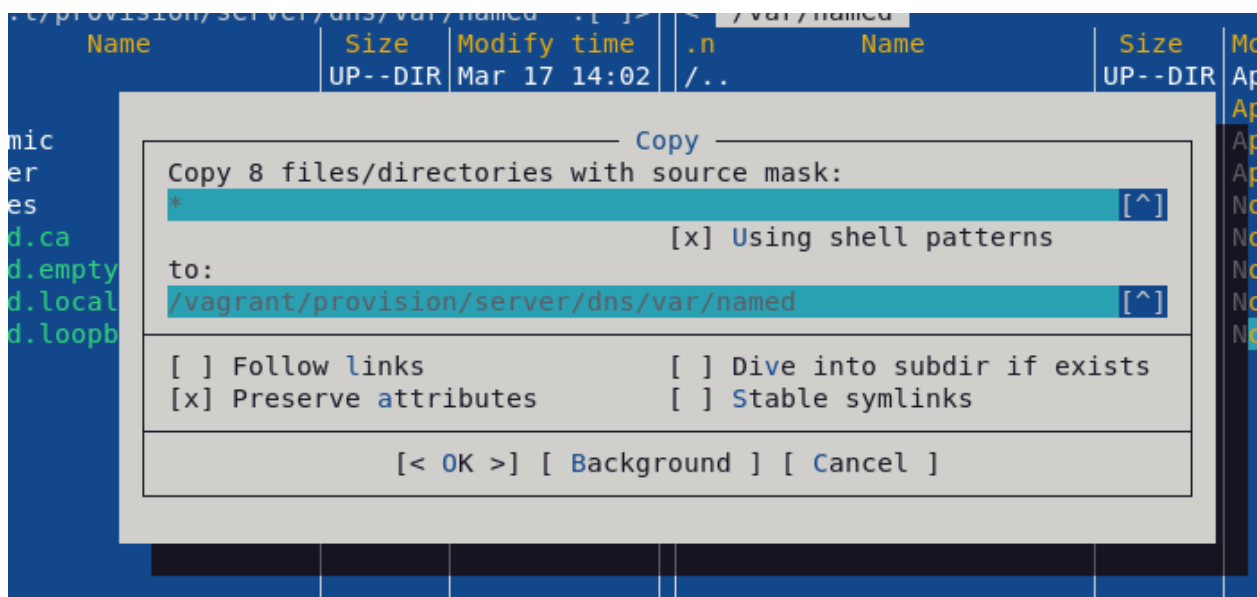 /provision/server/dns/var/named .[ ]> < /var/named
Name Size Modify time .n Name Size
UP--DIR Mar 17 14:02 /.. UP--DIR
mic
er
es
d.ca
d.empty
d.local
d.loopb
Copy
Copy 8 files/directories with source mask:
* [^]
[x] Using shell patterns
to:
/vagrant/provision/server/dns/var/named [^]
[ ] Follow links [ ] Dive into subdir if exists
[x] Preserve attributes [ ] Stable symlinks
[< OK >] [ Background ] [ Cancel ]